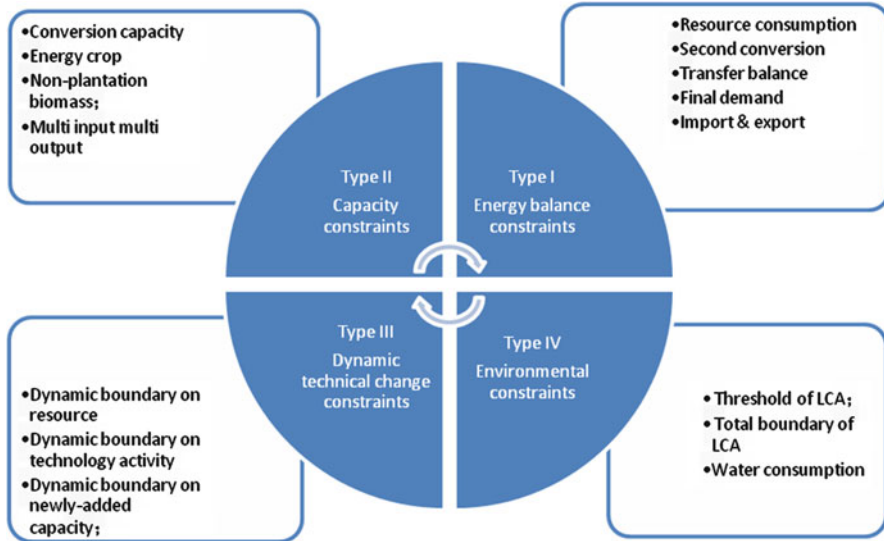 •Conversion capacity
•Energy crop
•Non-plantation
biomass；
•Multi input multi
output
•Resource consumption
•Second conversion
•Transfer balance
•Final demand
•Import & export
Type II
Capacity
constraints
Type I
Energy balance
constraints
Type III
Dynamic
technical change
constraints
Type IV
Environmental
constraints
•Dynamic boundary on
resource
•Dynamic boundary on
technology activity
•Dynamic boundary on
newly-added
capacity；
• Threshold of LCA；
• Total boundary of
LCA
• Water consumption